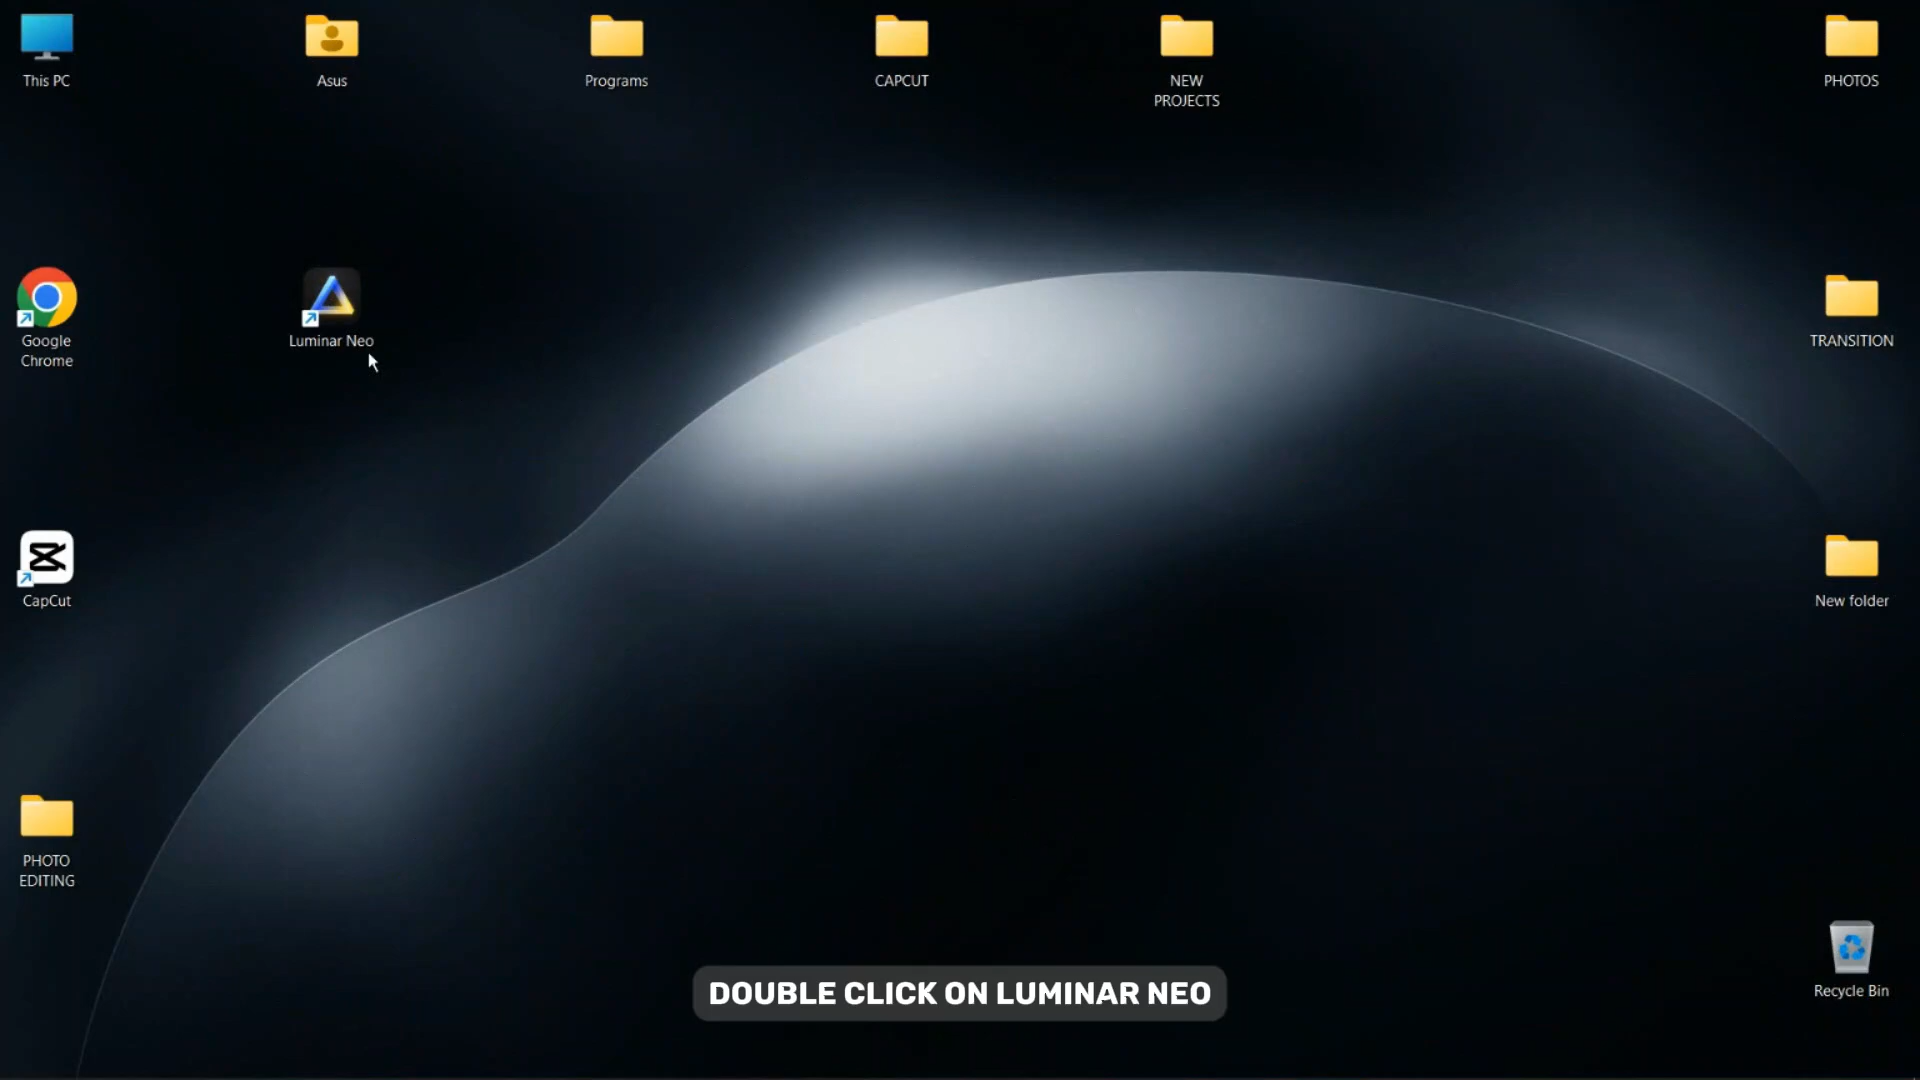 This PC
Asus
Programs
CAPCUT
NEW
PROJECTS
PHOTOS
Google
Chrome
Luminar Neo
TRANSITION
CapCut
New folder
PHOTO
EDITING
Recycle Bin
DOUBLE CLICK ON LUMINAR NEO